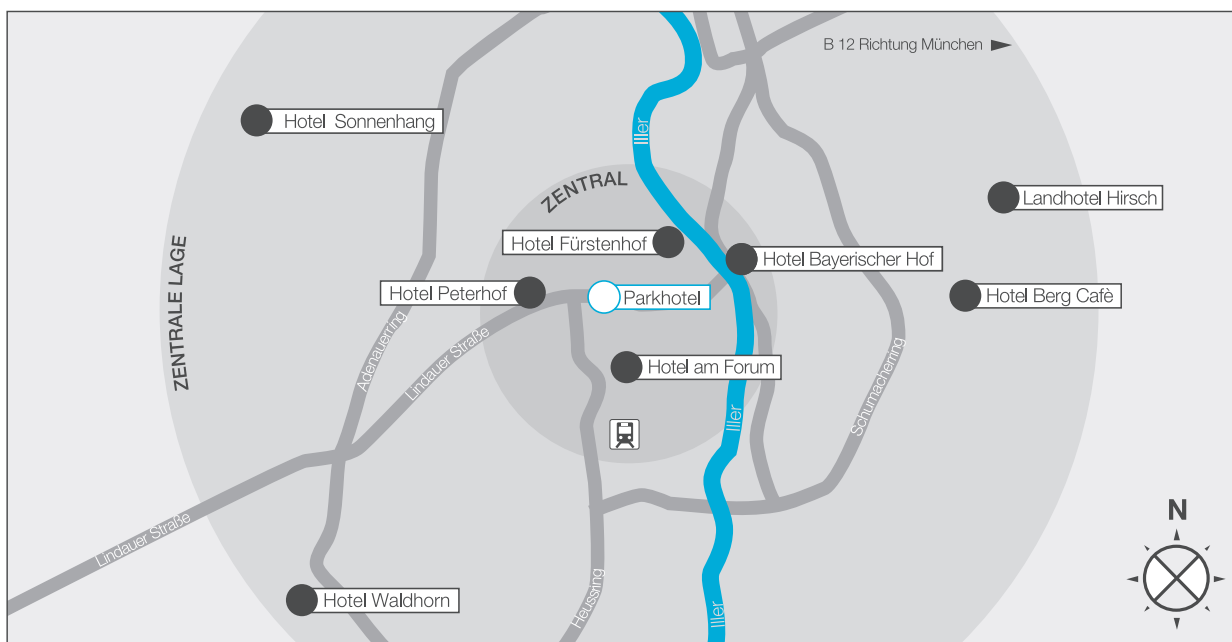 B 12 Richtung München
Hotel Sonnenhang
Iller
ZENTRAL
Landhotel Hirsch
Hotel Fürstenhof
Hotel Bayerischer Hof
ZENTRALE LAGE
Hotel Peterhof
Parkhotel
Hotel Berg Cafè
Adenauerring
Lindauer Straße
Hotel am Forum
Schumacherring
Iller
Lindauer Straße
N
Heussring
Hotel Waldhorn
Iller